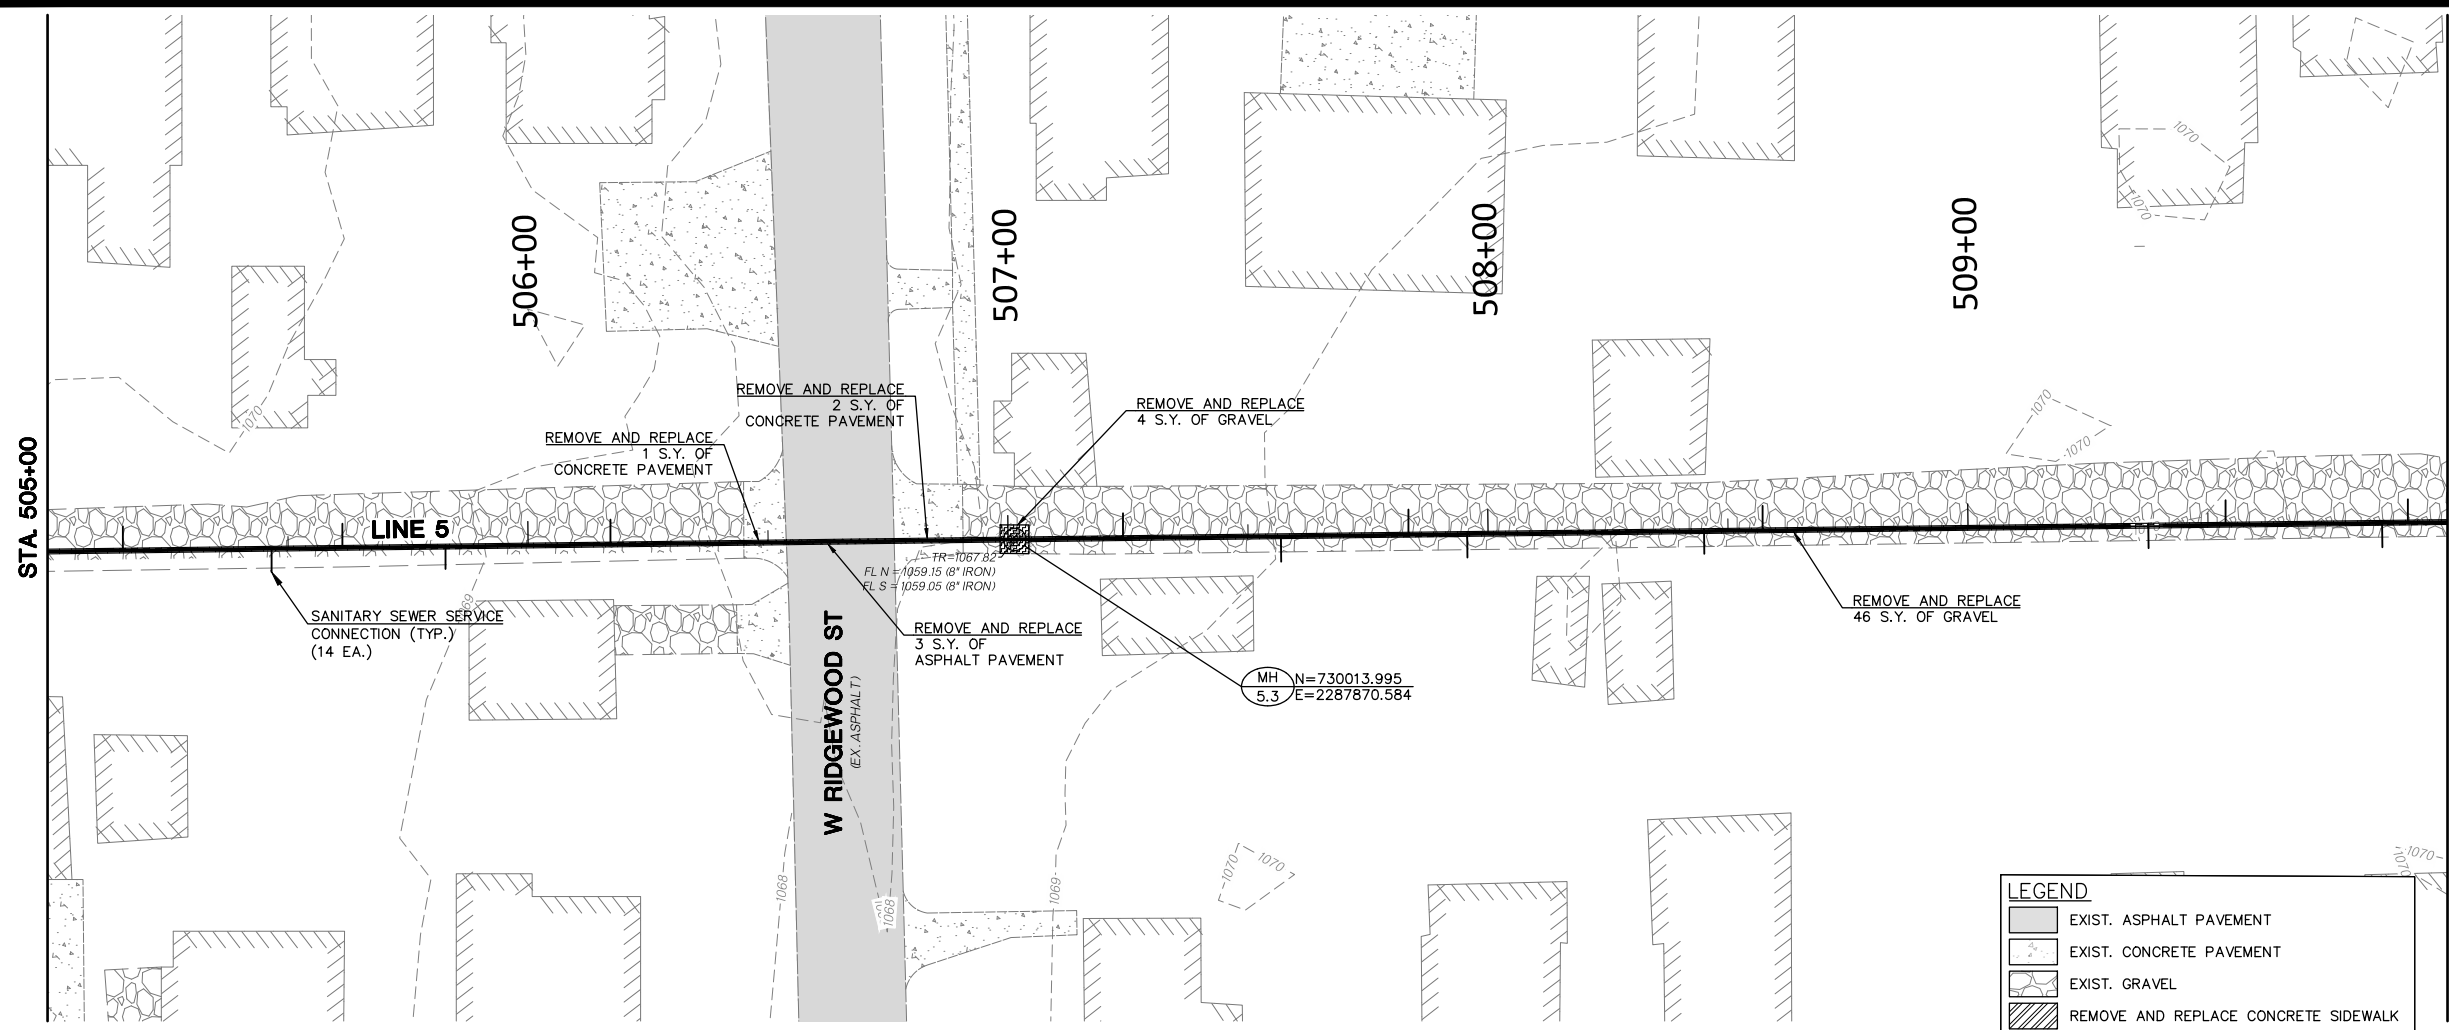 1070
1070
506+00
507+00
508+00
509+00
REMOVE AND REPLACE
2 S.Y. OF
CONCRETE PAVEMENT
REMOVE AND REPLACE
4 S.Y. OF GRAVEL
1070
1070
1070
REMOVE AND REPLACE
1 S.Y. OF
CONCRETE PAVEMENT
STA. 505+00
LINE 5
TR=1067.82
FL N = 1059.15 (8" IRON)
FL S = 1059.05 (8" IRON)
1069
SANITARY SEWER SERVICE
CONNECTION (TYP.)
(14 EA.)
W RIDGEWOOD ST
(EX. ASPHALT)
REMOVE AND REPLACE
3 S.Y. OF
ASPHALT PAVEMENT
REMOVE AND REPLACE
46 S.Y. OF GRAVEL
MH
5.3
N=730013.995
E=2287870.584
1068
1068
1069
1070
1070
1070
1070
LEGEND
EXIST. ASPHALT PAVEMENT
EXIST. CONCRETE PAVEMENT
EXIST. GRAVEL
REMOVE AND REPLACE CONCRETE SIDEWALK